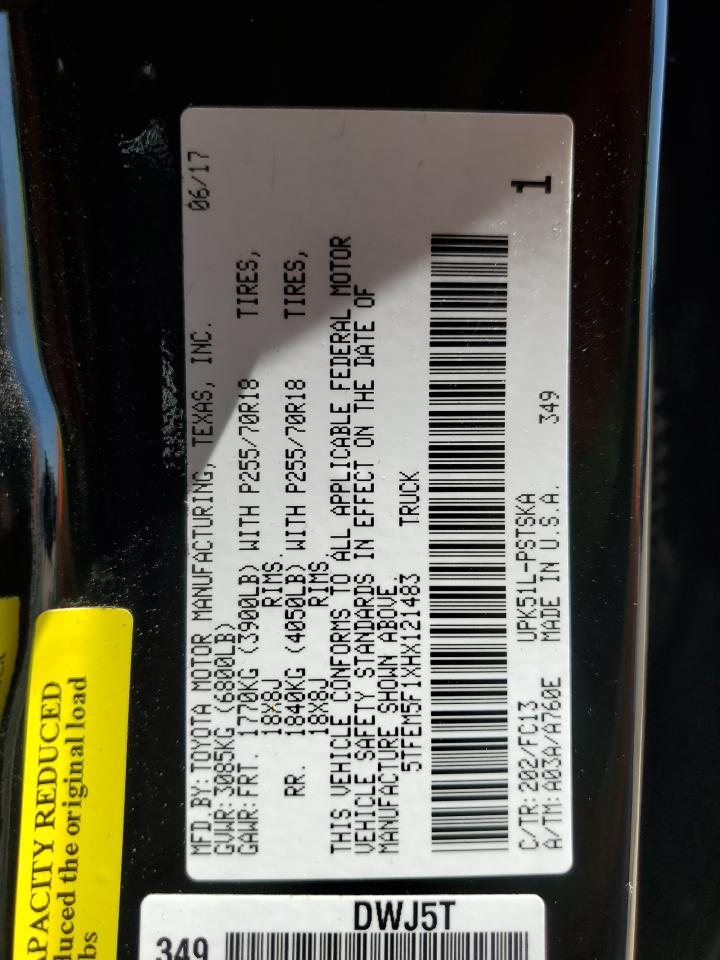 MFD BY: TOYOTA MOTOR MANUFACTURING, TEXAS, INC. 06/17
GVWR: 3085KG (6800LB)
GAWR: FRT. 1770KG (3900LB) WITH P255/70R18 TIRES,
18X8J RIMS.
RR. 1840KG (4050LB) WITH P255/70R18 TIRES,
18X8J RIMS
THIS VEHICLE CONFORMS TO ALL APPLICABLE FEDERAL MOTOR
VEHICLE SAFETY STANDARDS IN EFFECT ON THE DATE OF
MANUFACTURE SHOWN ABOVE.
5TFEM5F1XHX121483 TRUCK
1
C/TR: 202/FC13 UPK51L-PSTSKA
A/TM: A03A/A760E MADE IN U.S.A. 349
APACITY REDUCED
duced the original load
bs
DWJ5T
349